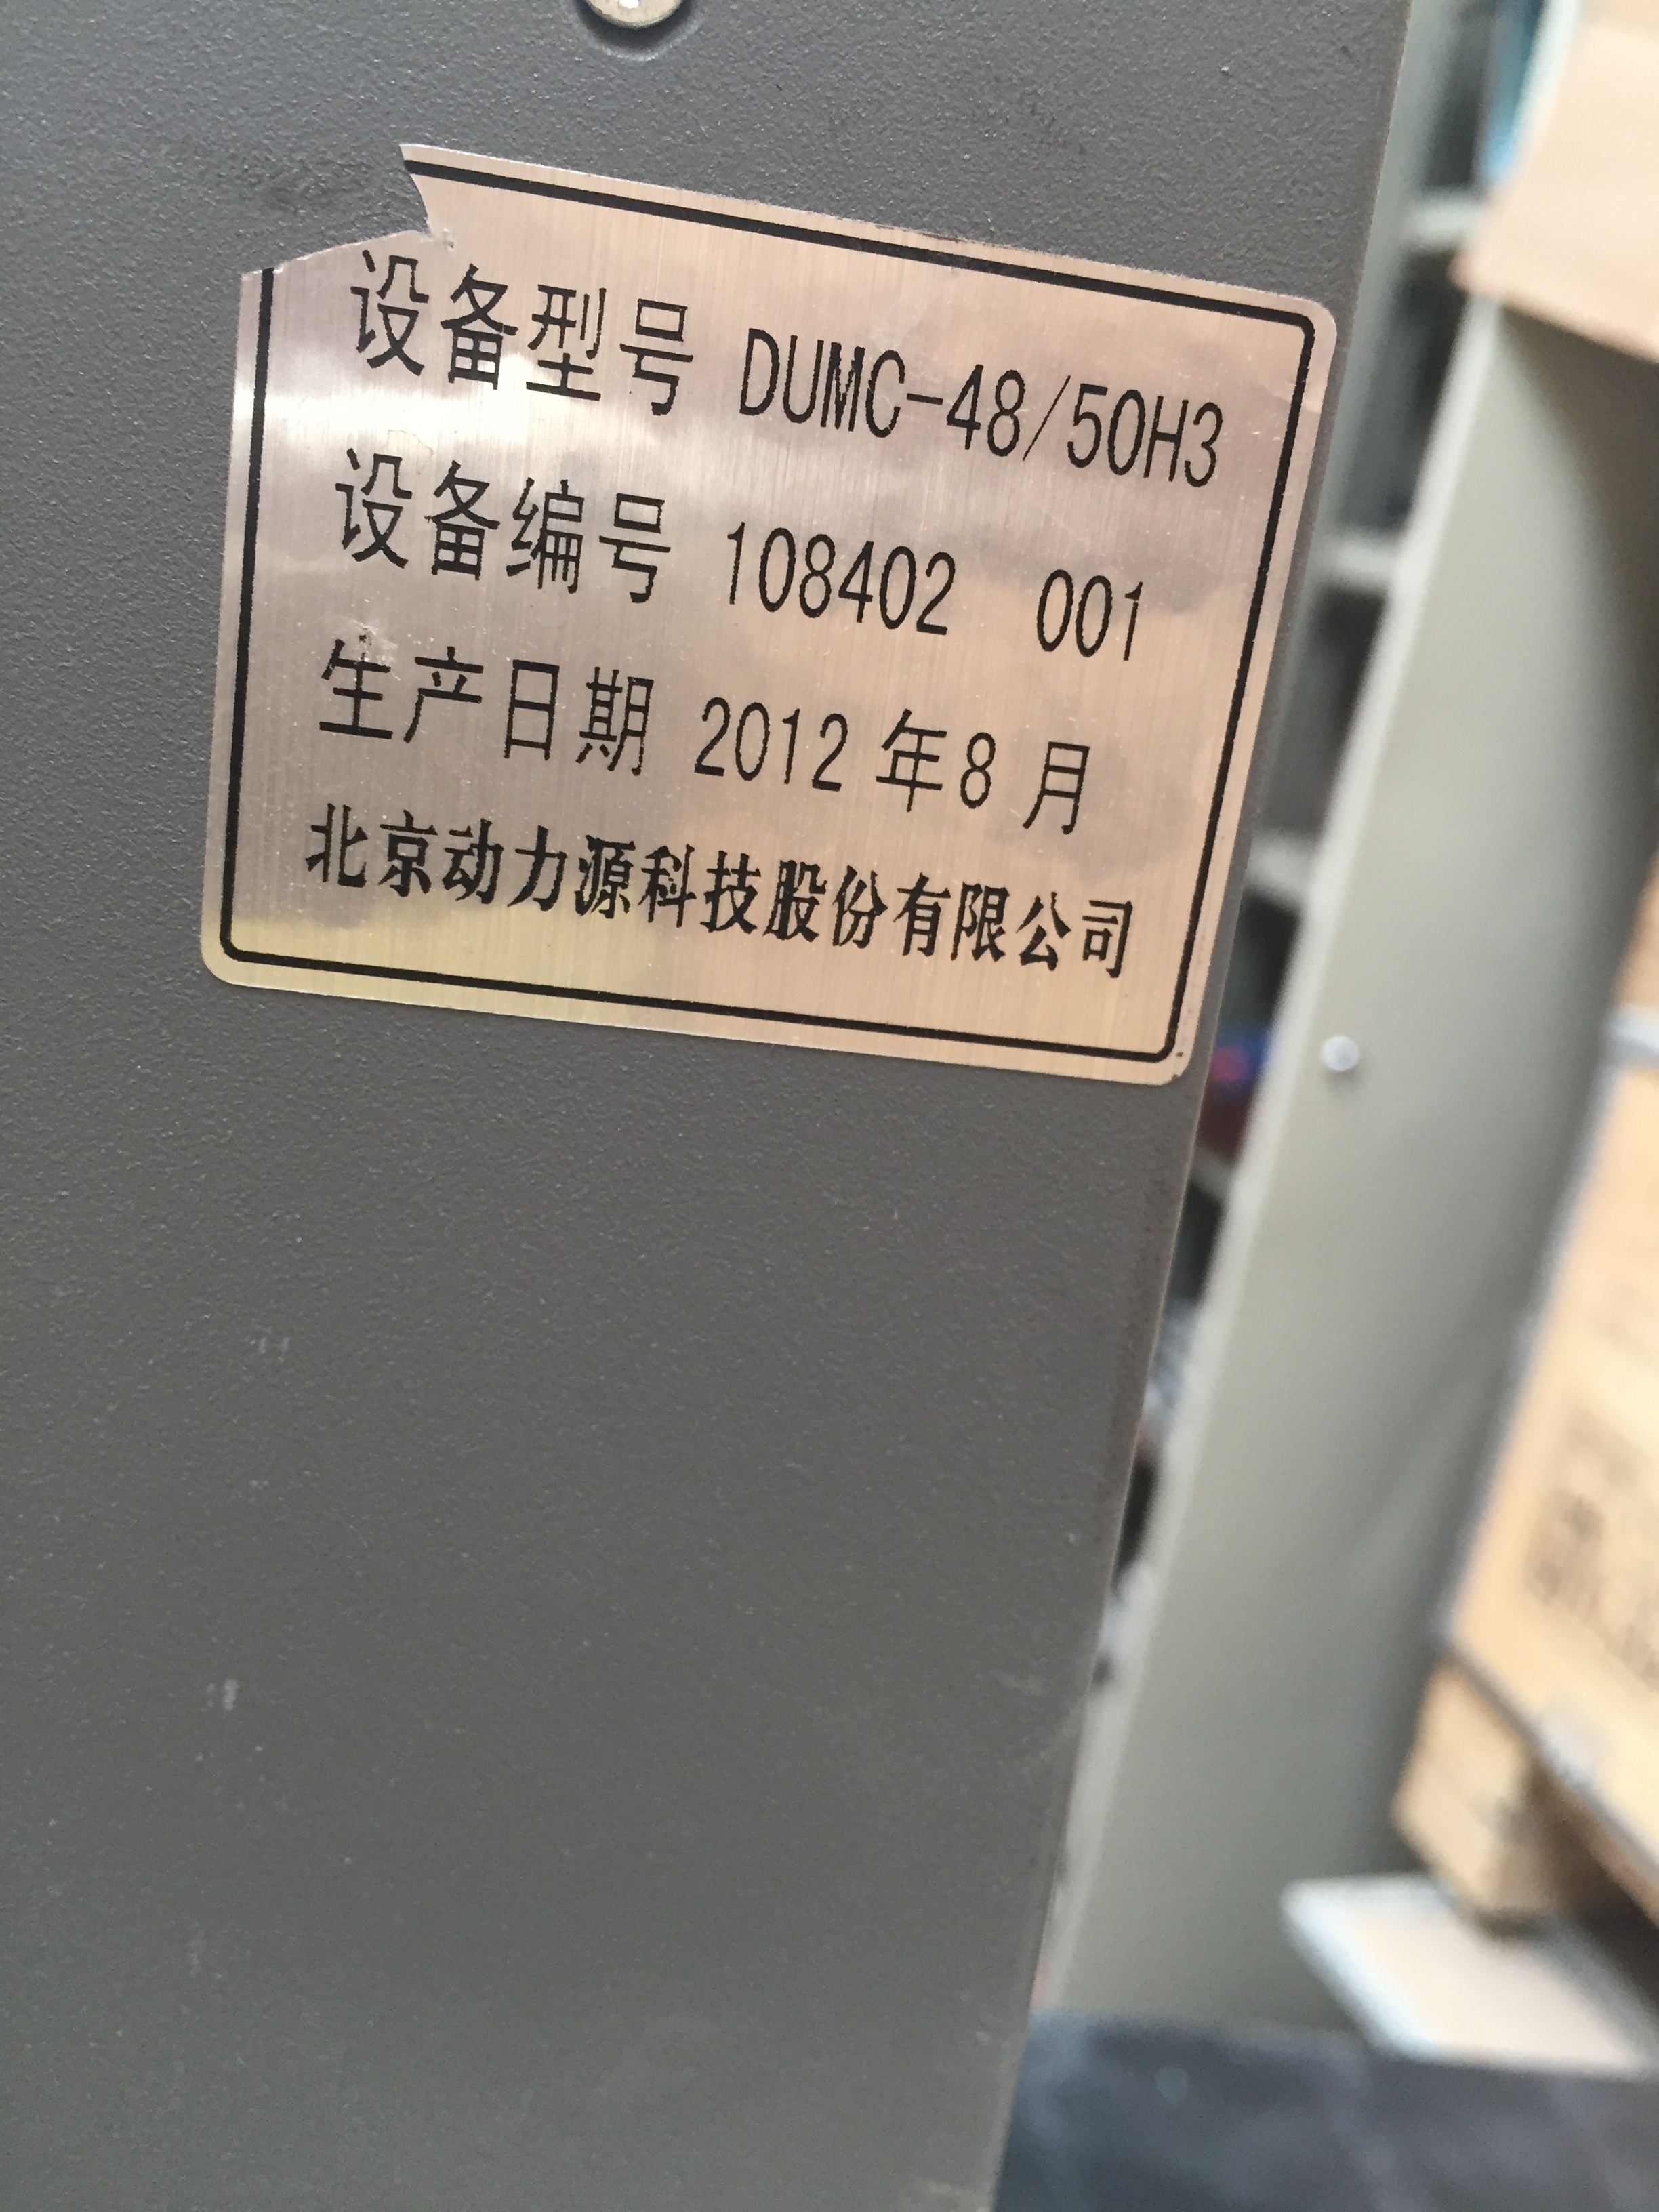 设备型号 DUMC-48/50H3
设备编号 108402 001
生产日期 2012 年 8 月
北京动力源科技股份有限公司